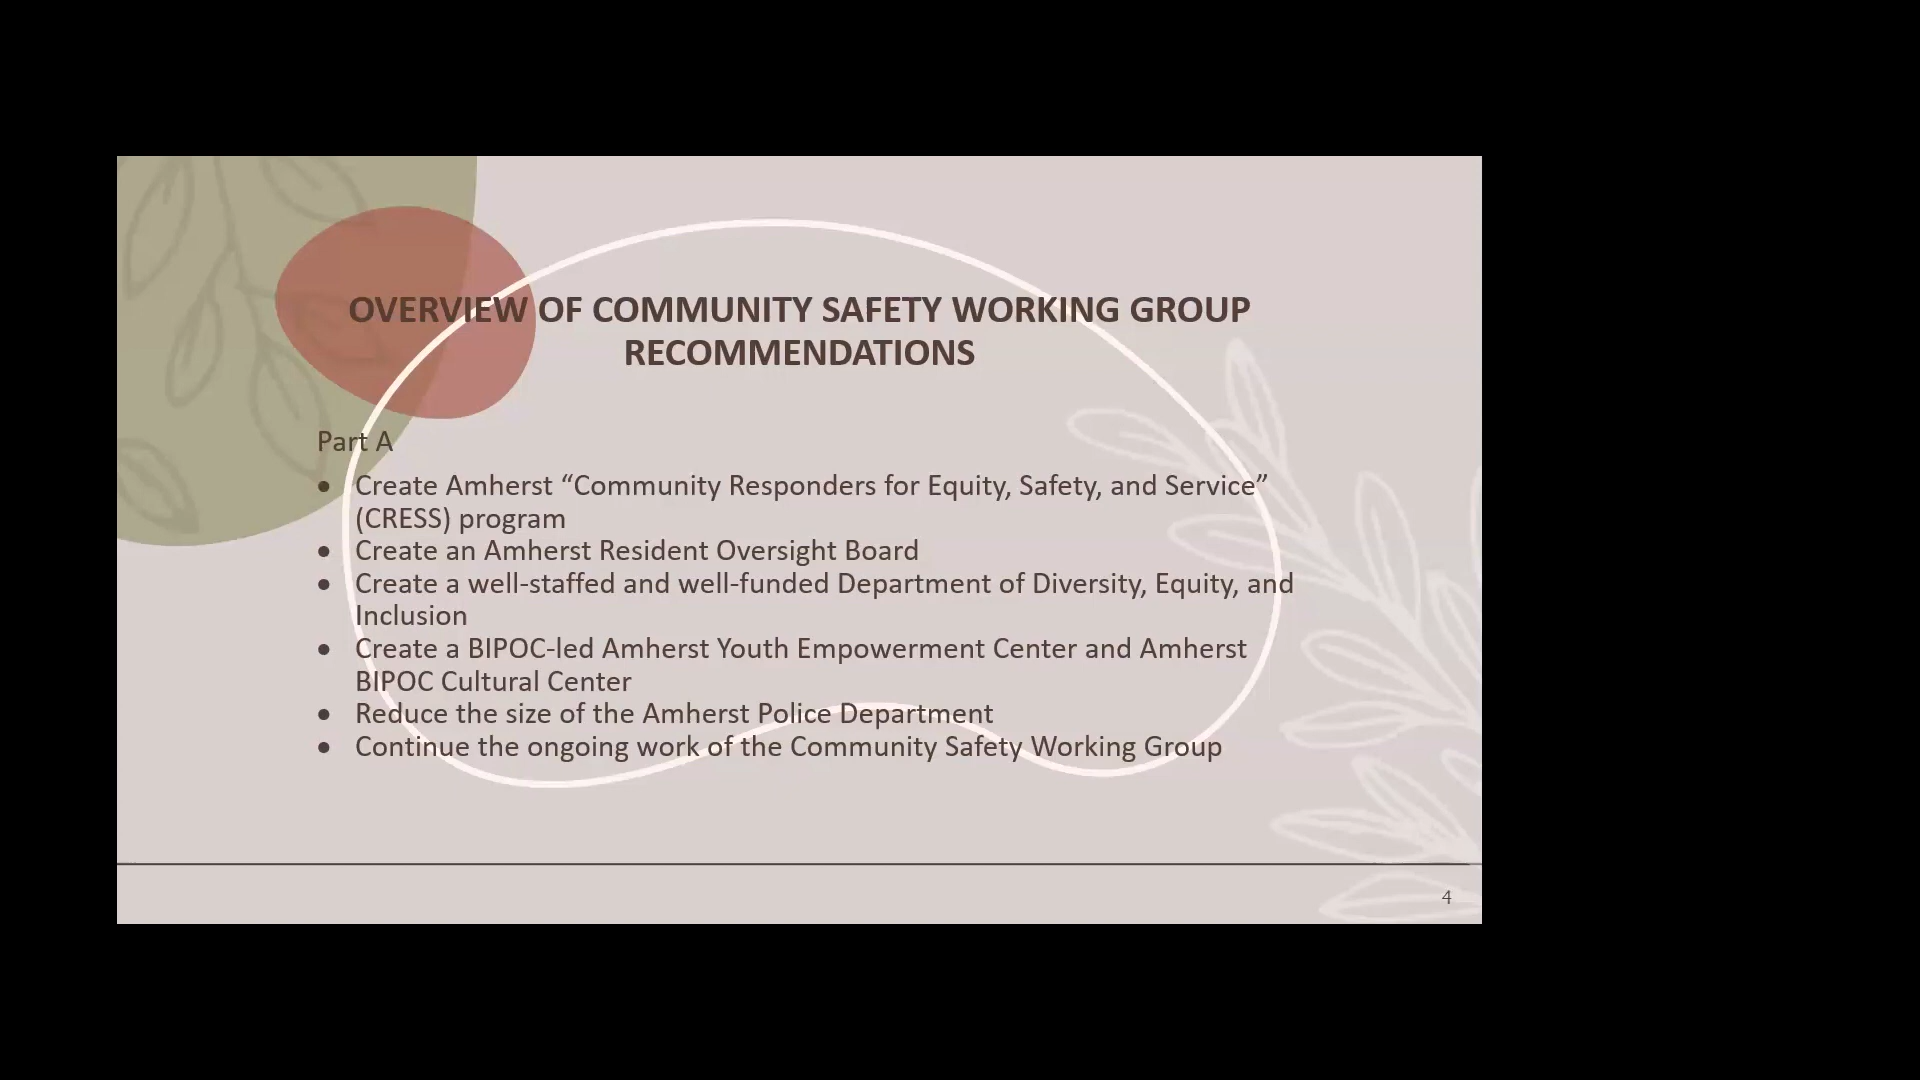 OVERVIEW OF COMMUNITY SAFETY WORKING GROUP
RECOMMENDATIONS
Part A
• Create Amherst “Community Responders for Equity, Safety, and Service”
(CRESS) program
• Create an Amherst Resident Oversight Board
• Create a well-staffed and well-funded Department of Diversity, Equity, and
Inclusion
• Create a BIPOC-led Amherst Youth Empowerment Center and Amherst
BIPOC Cultural Center
• Reduce the size of the Amherst Police Department
• Continue the ongoing work of the Community Safety Working Group
4